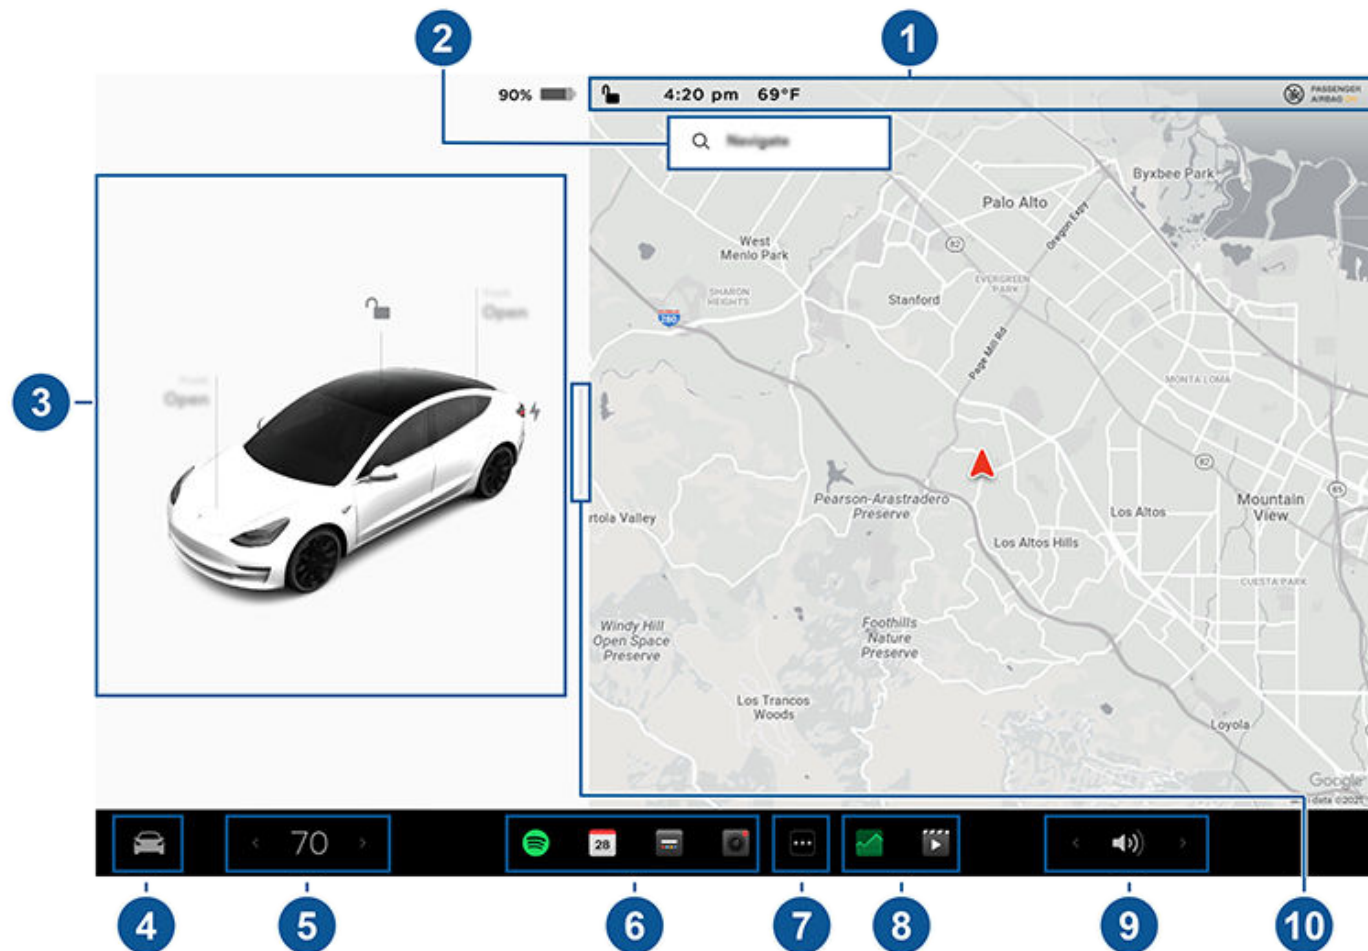 2
1
90%
4:20 pm 69°F
PASSENGER
AIRBAG
Byxbee Park
Palo Alto
Oregon Expy
82
West
Menlo Park
EVERGREEN
PARK
SHARON
HEIGHTS
Stanford
280
Page Mill Rd
MONTA LOMA
3
82
85
Mountain
View
Pearson-Arastradero
Preserve
Los Altos
rtola Valley
Los Altos Hills
CUESTA PARK
Windy Hill
Open Space
Preserve
Foothills
Nature
Preserve
Los Trancos
Woods
Loyola
Google
data ©2021
70
28
4
5
6
7
8
9
10